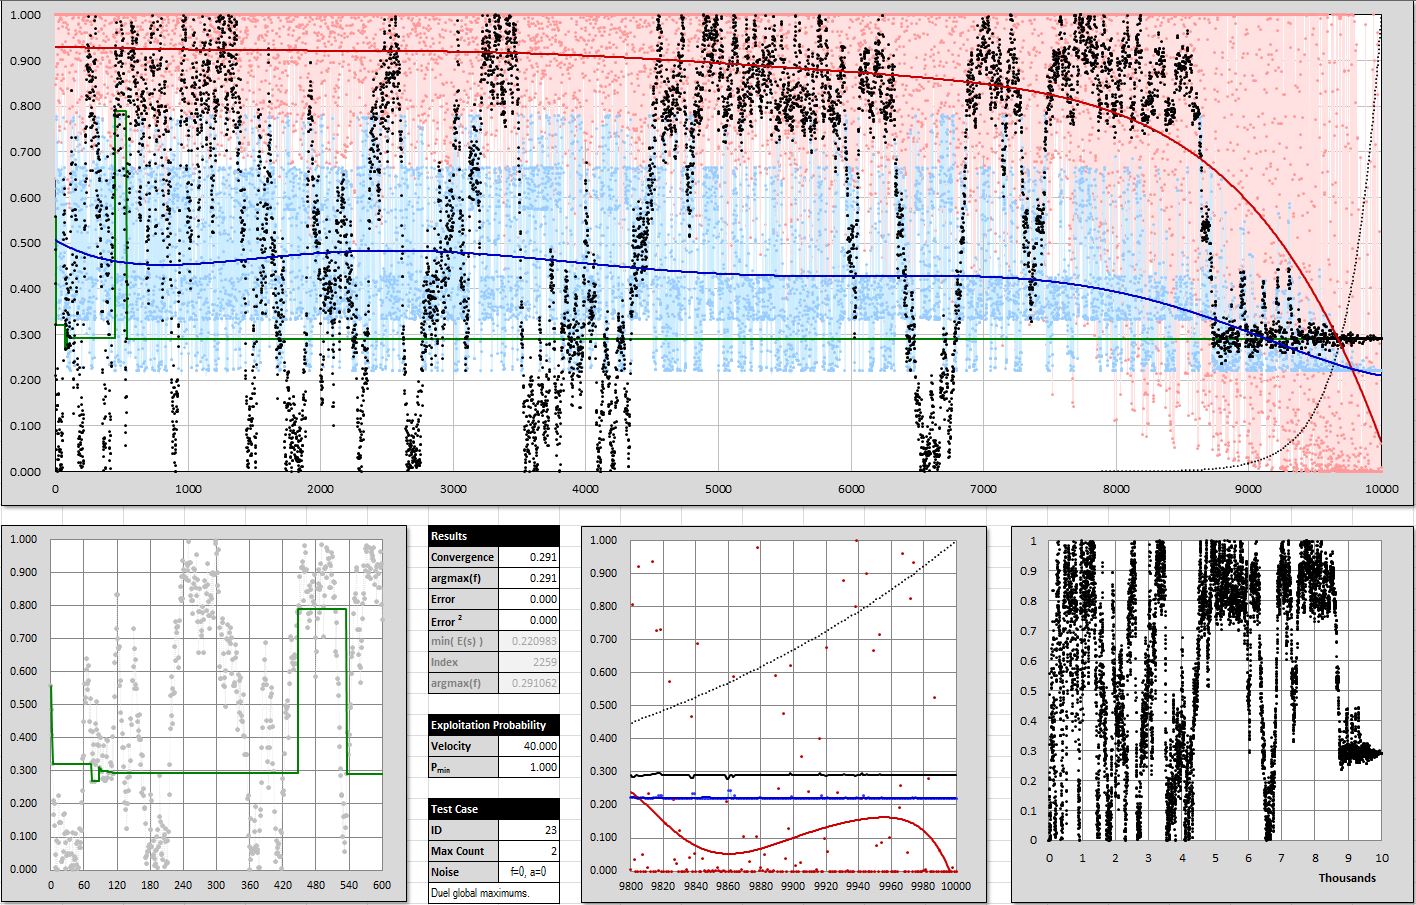 1.000
0.900
0.800
0.700
0.600
0.500
0.400
0.300
0.200
0.100
0.000
0 1000 2000 3000 4000 5000 6000 7000 8000 9000 10000
1.000
0.900
0.800
0.700
0.600
0.500
0.400
0.300
0.200
0.100
0.000
0 60 120 180 240 300 360 420 480 540 600
Results
Convergence 0.291
argmax(f) 0.291
Error 0.000
Error ² 0.000
min( E(s) ) 0.220983
Index 2259
argmax(f) 0.291062
Exploitation Probability
Velocity 40.000
Pmin 1.000
Test Case
ID 23
Max Count 2
Noise f=0, a=0
Duel global maximums.
1.000
0.900
0.800
0.700
0.600
0.500
0.400
0.300
0.200
0.100
0.000
9800 9820 9840 9860 9880 9900 9920 9940 9960 9980 10000
1
0.9
0.8
0.7
0.6
0.5
0.4
0.3
0.2
0.1
0
0 1 2 3 4 5 6 7 8 9 10
Thousands